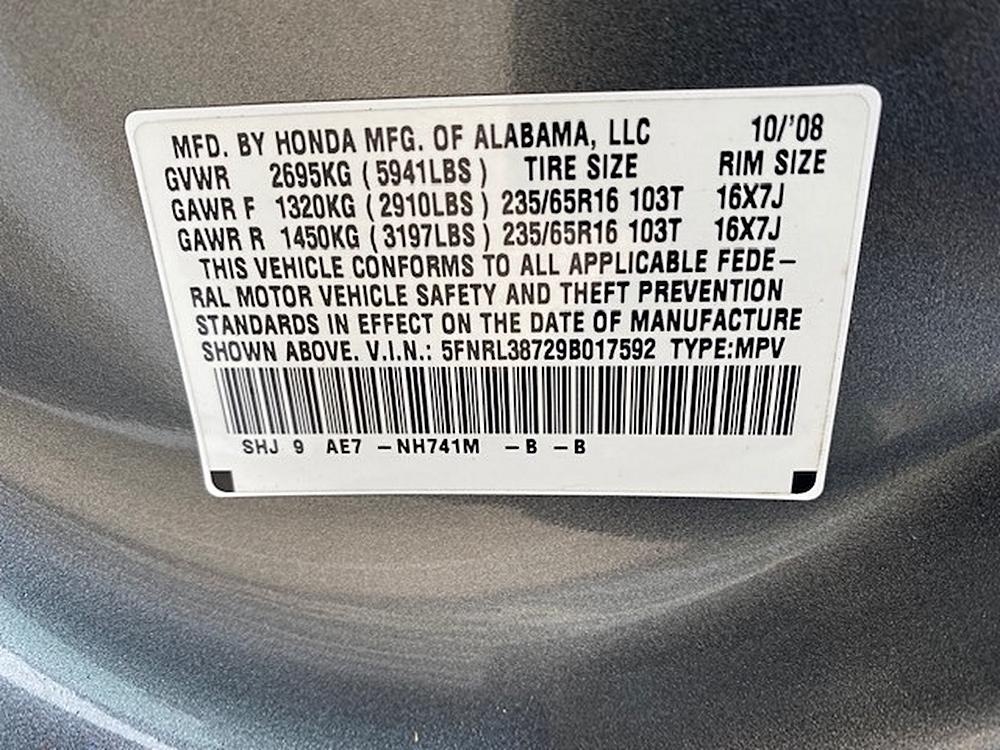 MFD. BY HONDA MFG. OF ALABAMA, LLC 10/'08
GVWR 2695KG ( 5941LBS ) TIRE SIZE RIM SIZE
GAWR F 1320KG ( 2910LBS ) 235/65R16 103T 16X7J
GAWR R 1450KG ( 3197LBS ) 235/65R16 103T 16X7J
THIS VEHICLE CONFORMS TO ALL APPLICABLE FEDE–
RAL MOTOR VEHICLE SAFETY AND THEFT PREVENTION
STANDARDS IN EFFECT ON THE DATE OF MANUFACTURE
SHOWN ABOVE. V.I.N.: 5FNRL38729B017592 TYPE:MPV
SHJ 9 AE7 –NH741M –B –B